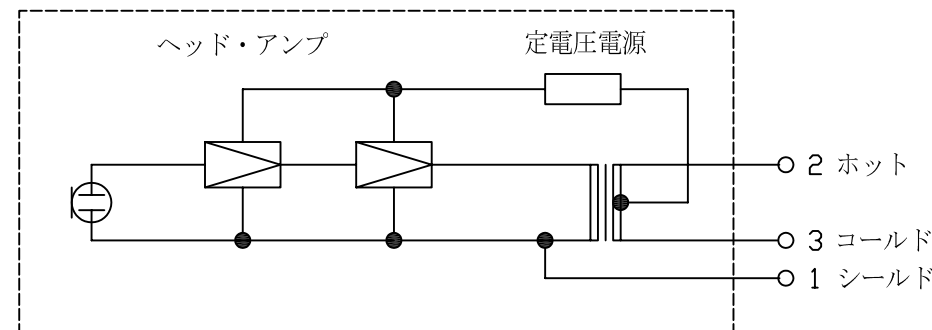 ヘッド・アンプ
定電圧電源
2 ホット
3 コールド
1 シールド